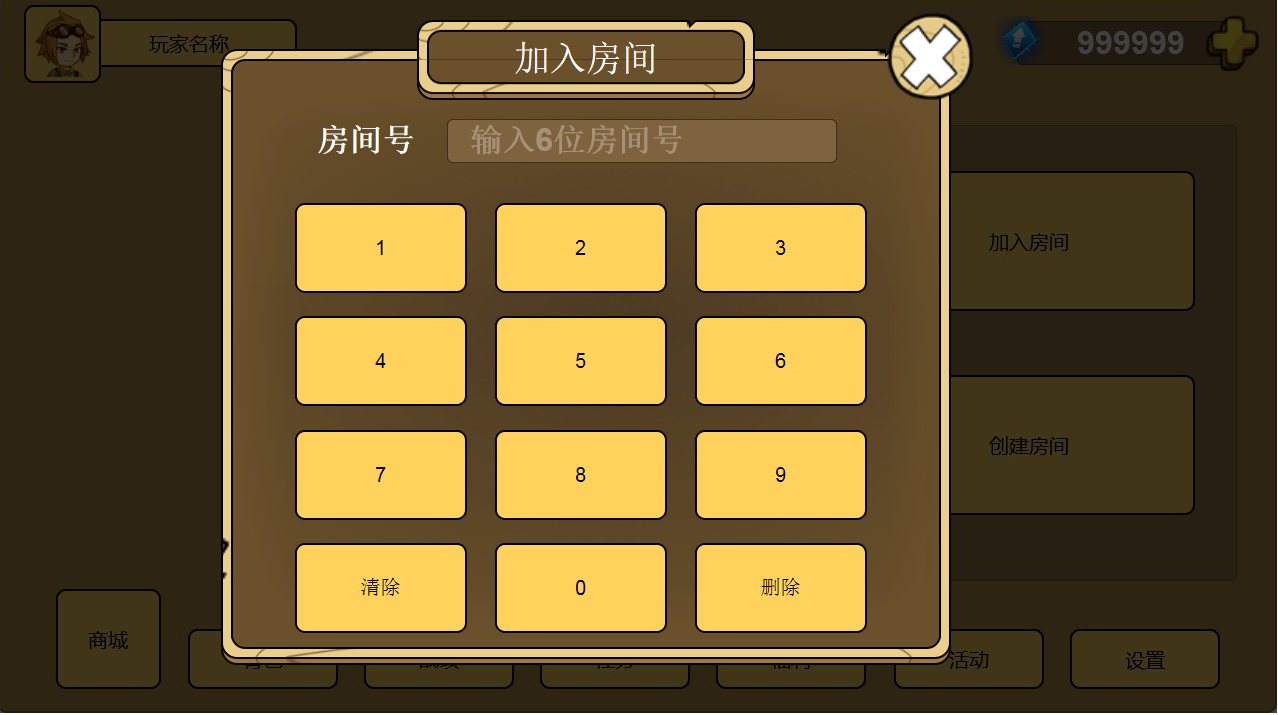 玩家名称
加入房间
999999
房间号
输入6位房间号
1
2
3
加入房间
4
5
6
创建房间
7
8
9
清除
0
删除
商城
活动
设置